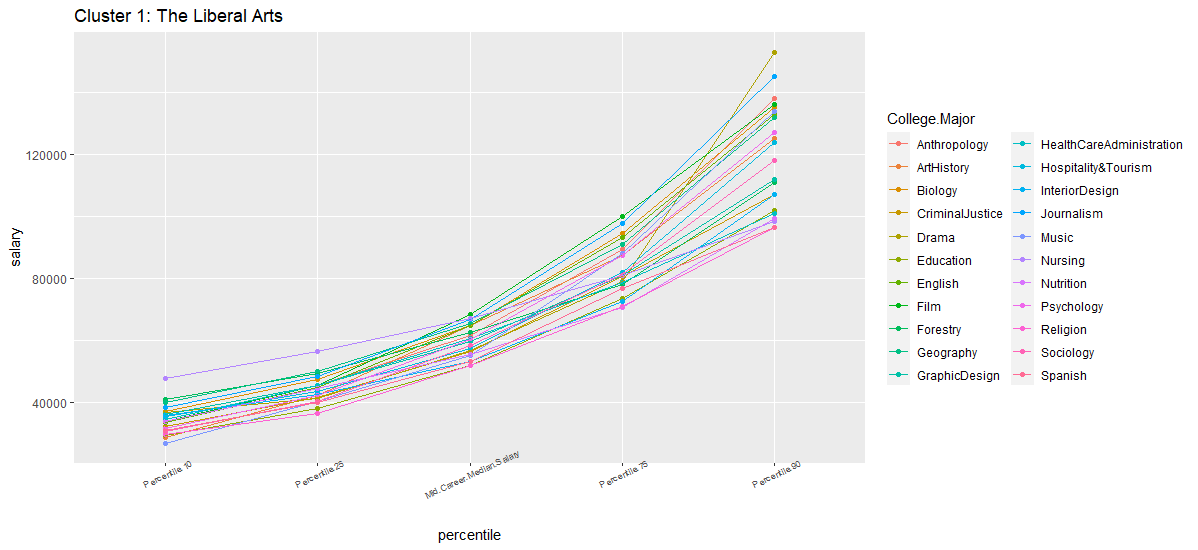 Cluster 1: The Liberal Arts
salary
120000
80000
40000
Percentile.10
Percentile.25
Mid.Career.Median.Salary
Percentile.75
Percentile.90
percentile
College.Major
Anthropology
ArtHistory
Biology
CriminalJustice
Drama
Education
English
Film
Forestry
Geography
GraphicDesign
HealthCareAdministration
Hospitality&Tourism
InteriorDesign
Journalism
Music
Nursing
Nutrition
Psychology
Religion
Sociology
Spanish